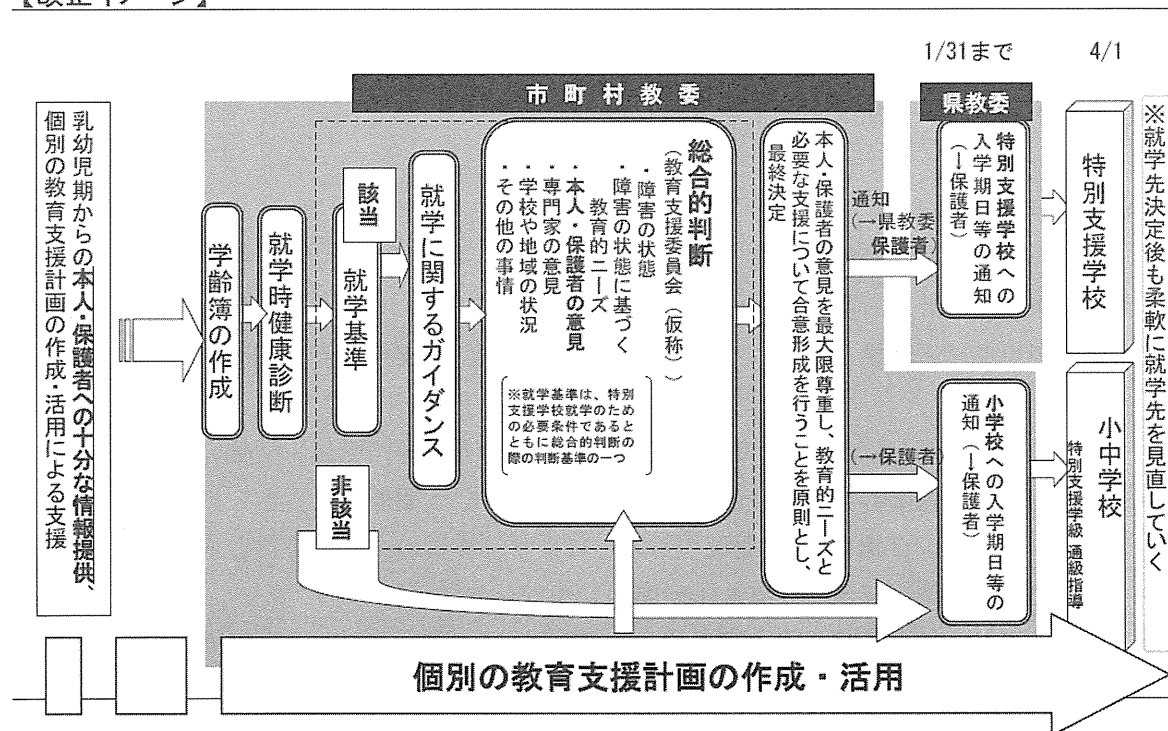 【改正イメージ】
1/31まで
4/1
市町村教委
県教委
乳幼児期からの本人・保護者への十分な情報提供、
個別の教育支援計画の作成・活用による支援
学齢簿の作成
就学時健康診断
該当
就学基準
非該当
就学に関するガイダンス
総合的判断
(教育支援委員会（仮称）)
・障害の状態
・障害の状態に基づく
教育的ニーズ
・本人・保護者の意見
・専門家の意見
・学校や地域の状況
・その他の事情
※就学基準は、特別
支援学校就学のため
の必要条件であると
ともに総合的判断の
際の判断基準の一つ
本人・保護者の意見を最大限尊重し、教育的ニーズと
必要な支援について合意形成を行うことを原則とし、
最終決定
通知
(→県教委
保護者)
(→保護者)
特別支援学校への
入学期日等の通知
(→保護者)
小学校への入学期日等の
通知 (→保護者)
特別支援学校
小中学校
特別支援学級 通級指導
※就学先決定後も柔軟に就学先を見直していく
個別の教育支援計画の作成・活用